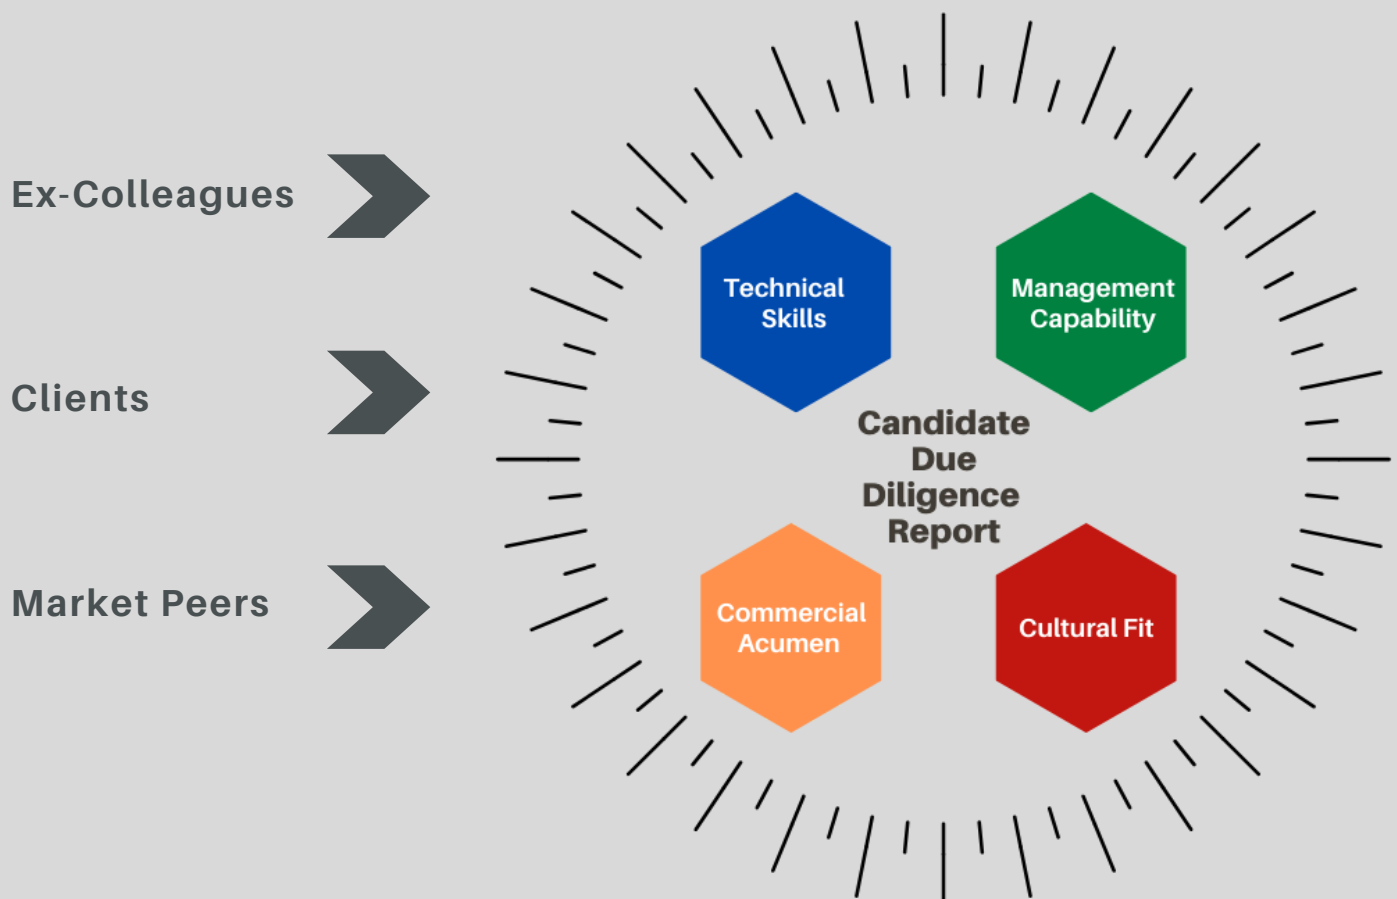 Ex-Colleagues
Clients
Market Peers
Technical
Skills
Management
Capability
Candidate
Due
Diligence
Report
Commercial
Acumen
Cultural Fit